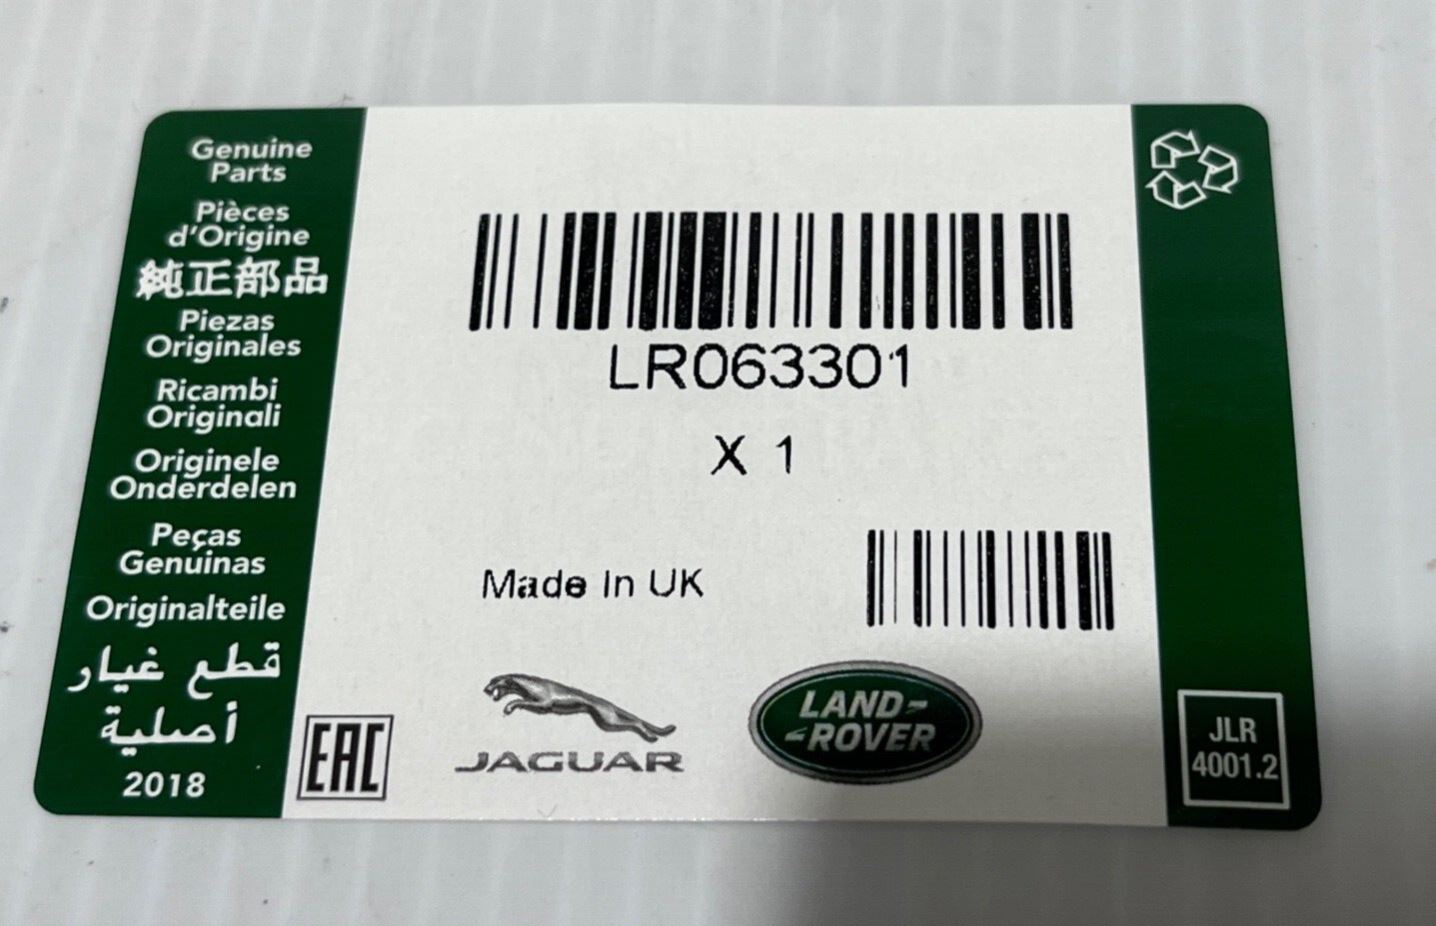 Genuine
Parts
Pièces
d'Origine
純正部品
Piezas
Originales
Ricambi
Originali
Originele
Onderdelen
Peças
Genuinas
Originalteile
قطع غيار
أصلية
2018
LR063301
X 1
Made In UK
EAC
JAGUAR
LAND-
-ROVER
JLR
4001.2